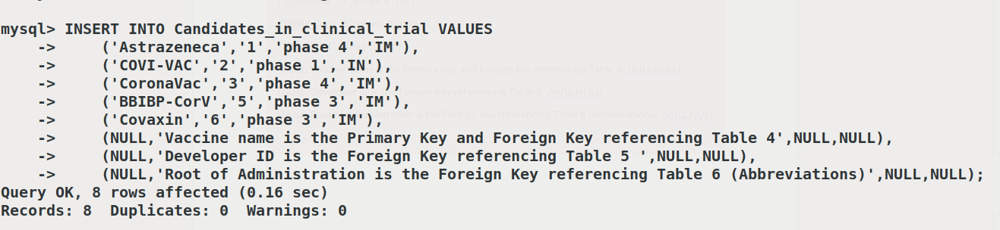 mysql> INSERT INTO Candidates_in_clinical_trial VALUES
    ->     ('Astrazeneca','1','phase 4','IM'),
    ->     ('COVI-VAC','2','phase 1','IN'),
    ->     ('CoronaVac','3','phase 4','IM'),
    ->     ('BBIBP-CorV','5','phase 3','IM'),
    ->     ('Covaxin','6','phase 3','IM'),
    ->     (NULL,'Vaccine name is the Primary Key and Foreign Key referencing Table 4',NULL,NULL),
    ->     (NULL,'Developer ID is the Foreign Key referencing Table 5 ',NULL,NULL),
    ->     (NULL,'Root of Administration is the Foreign Key referencing Table 6 (Abbreviations)',NULL,NULL);
Query OK, 8 rows affected (0.16 sec)
Records: 8  Duplicates: 0  Warnings: 0